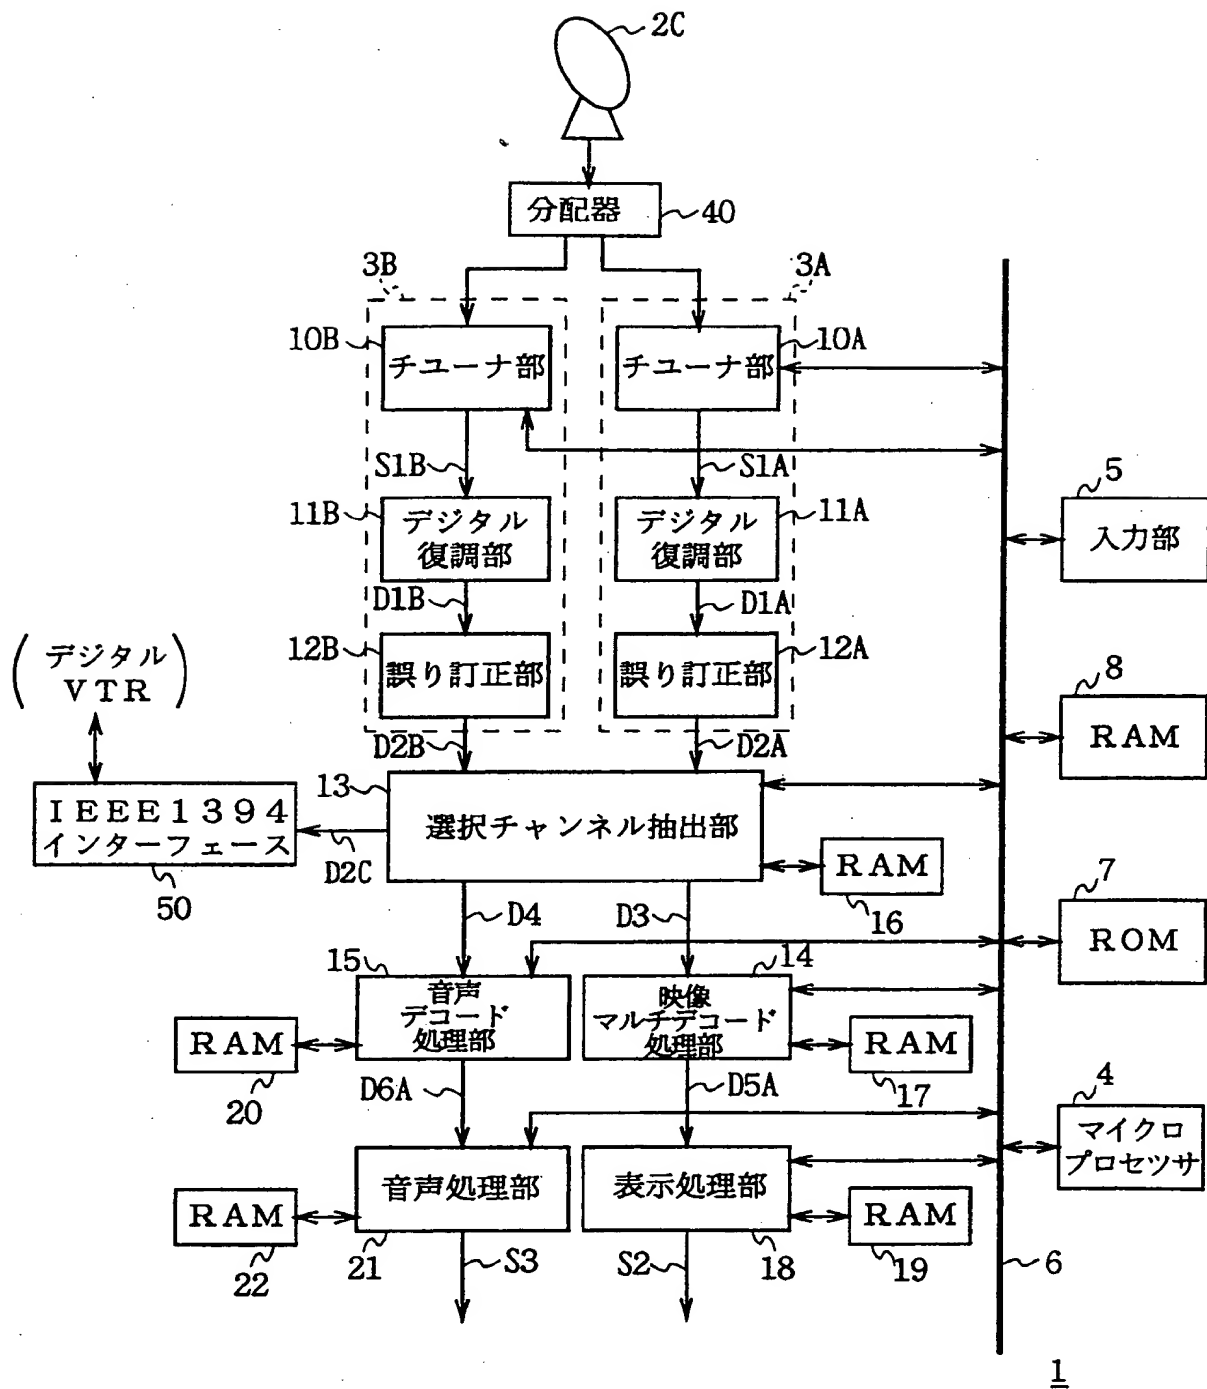 2C
分配器
40
3B
3A
10B
チユーナ部
チユーナ部
10A
S1B
S1A
11B
デジタル
復調部
デジタル
復調部
11A
5
入力部
D1B
D1A
12B
誤り訂正部
誤り訂正部
12A
デジタル
VTR
8
RAM
D2B
D2A
13
選択チャンネル抽出部
IEEE1394
インターフェース
50
D2C
RAM
16
7
ROM
D4
D3
15
音声
デコード
処理部
14
映像
マルチデコード
処理部
RAM
20
RAM
17
D6A
D5A
4
マイクロ
プロセツサ
音声処理部
21
表示処理部
18
RAM
22
RAM
19
S3
S2
6
1